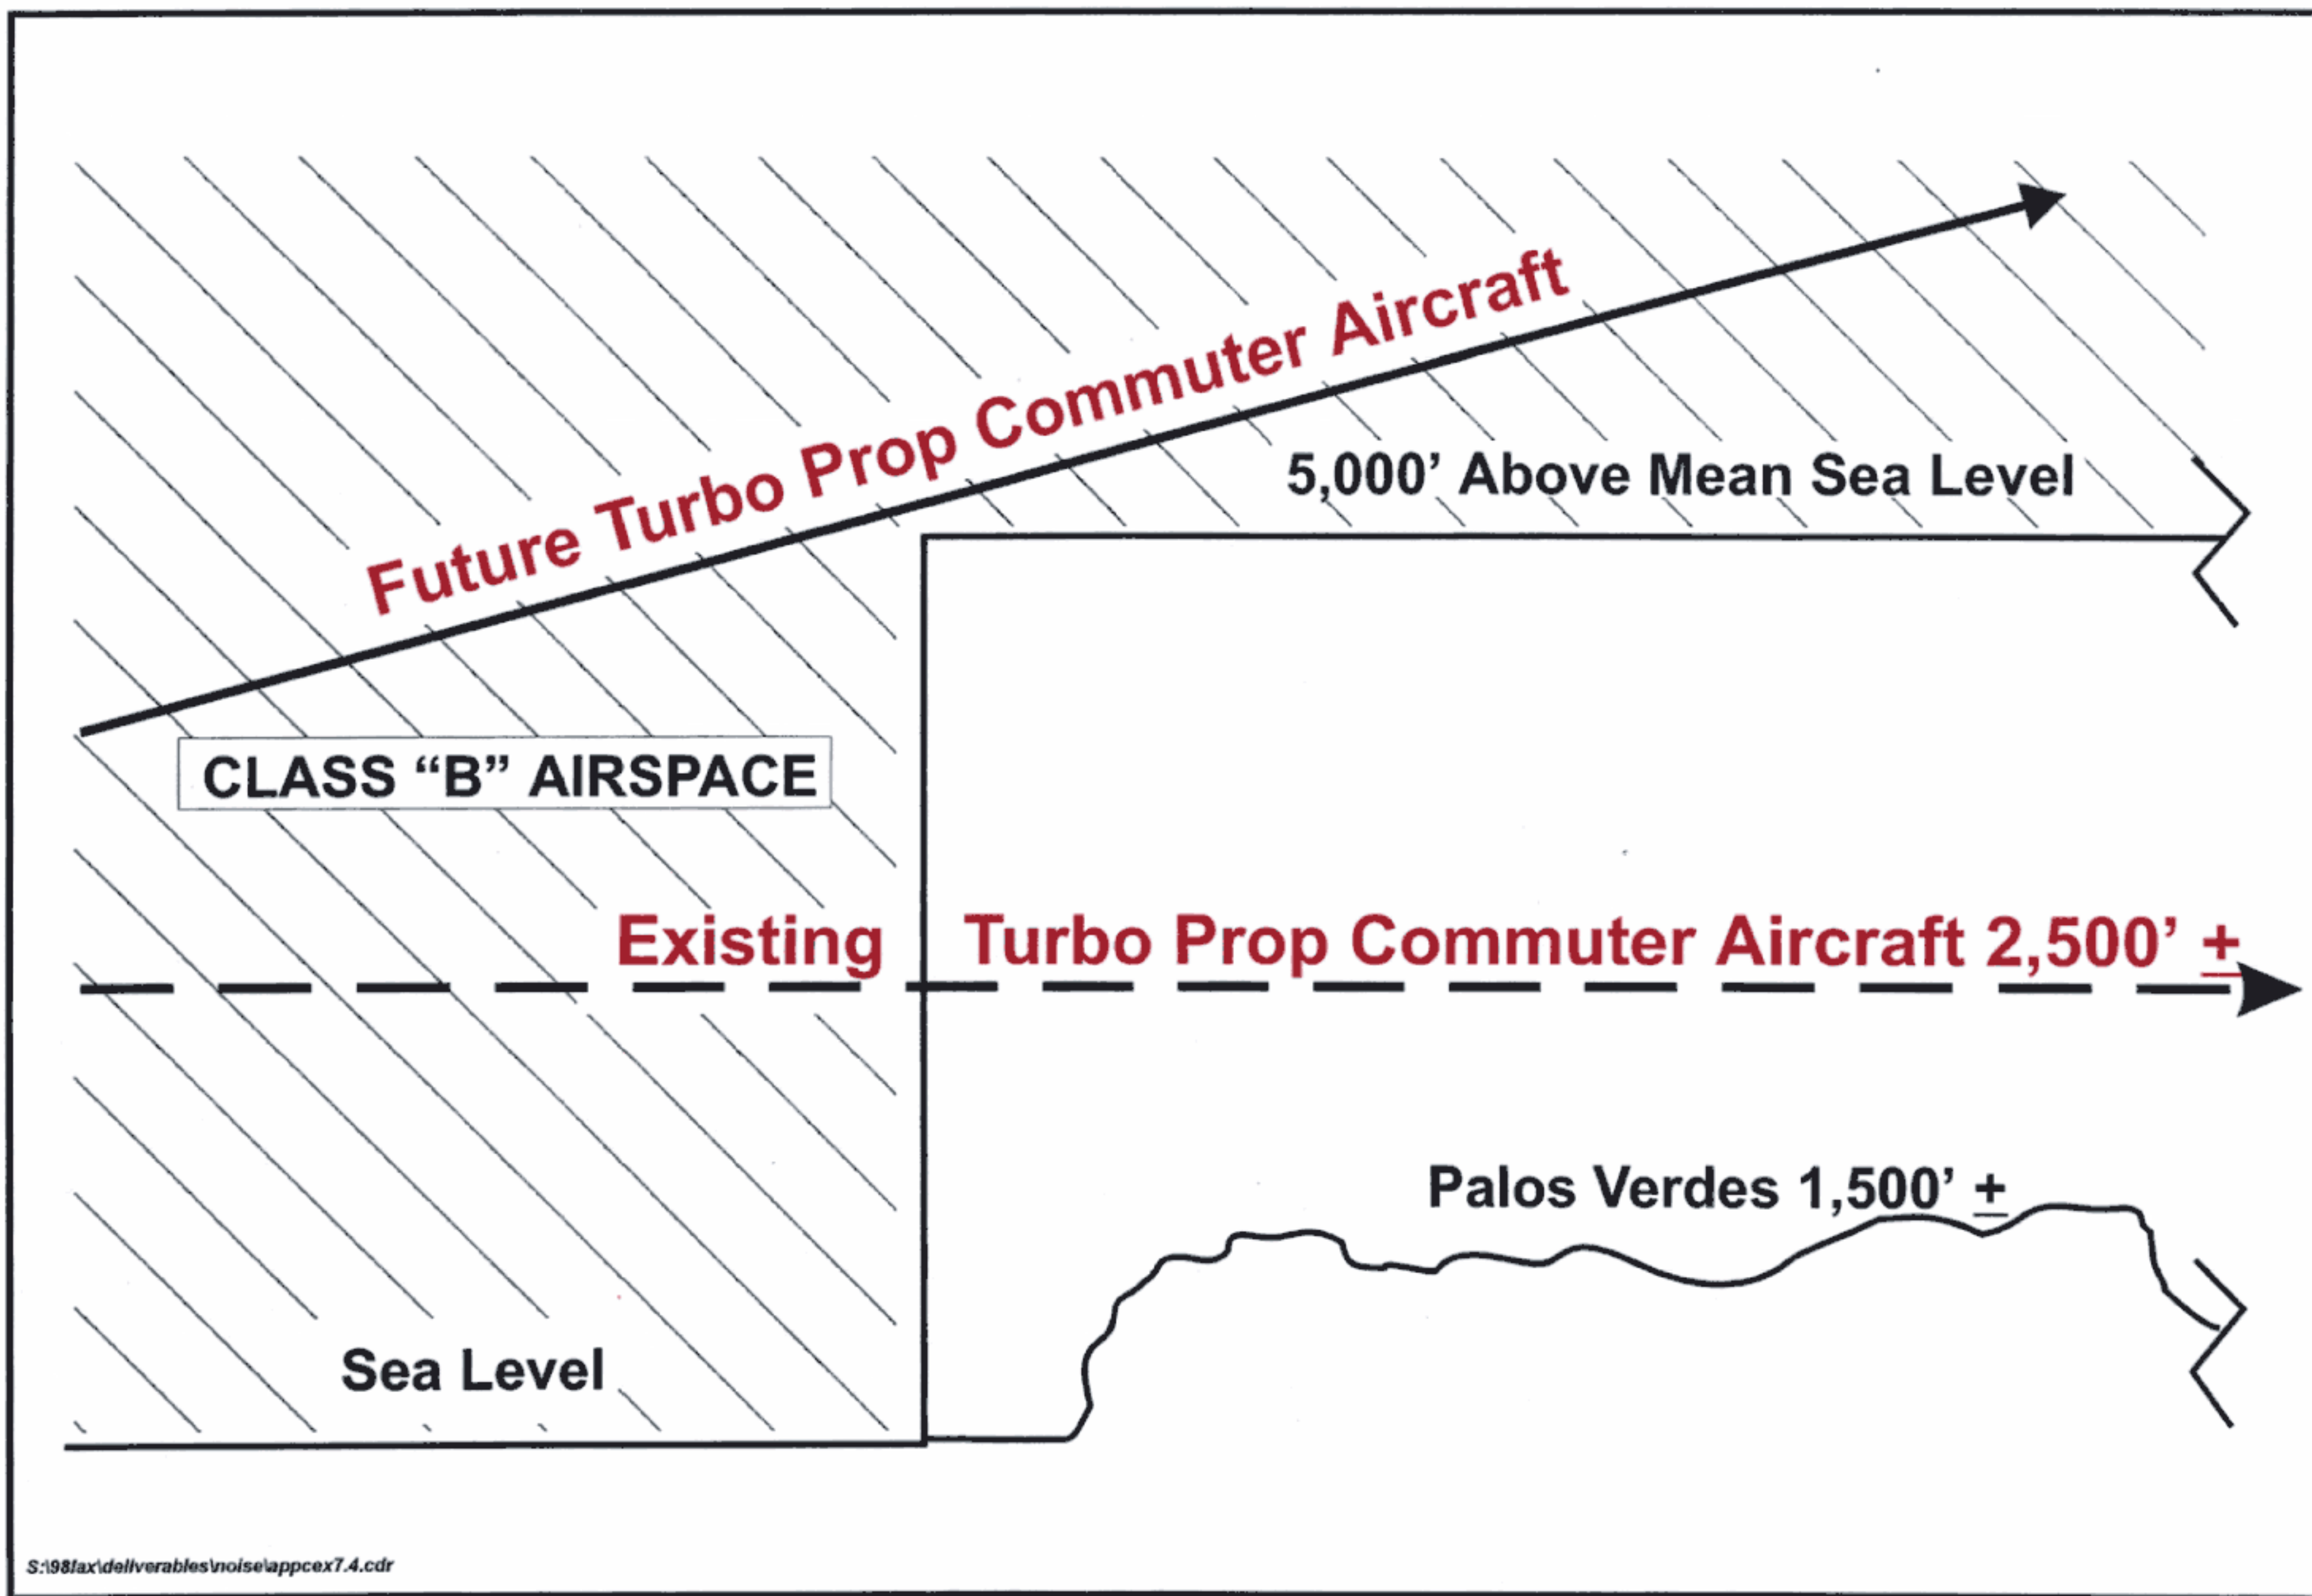 Future Turbo Prop Commuter Aircraft
5,000’ Above Mean Sea Level
CLASS “B” AIRSPACE
Existing Turbo Prop Commuter Aircraft 2,500’ ±
Palos Verdes 1,500’ ±
Sea Level
S:\98lax\deliverables\noise\appcex7.4.cdr